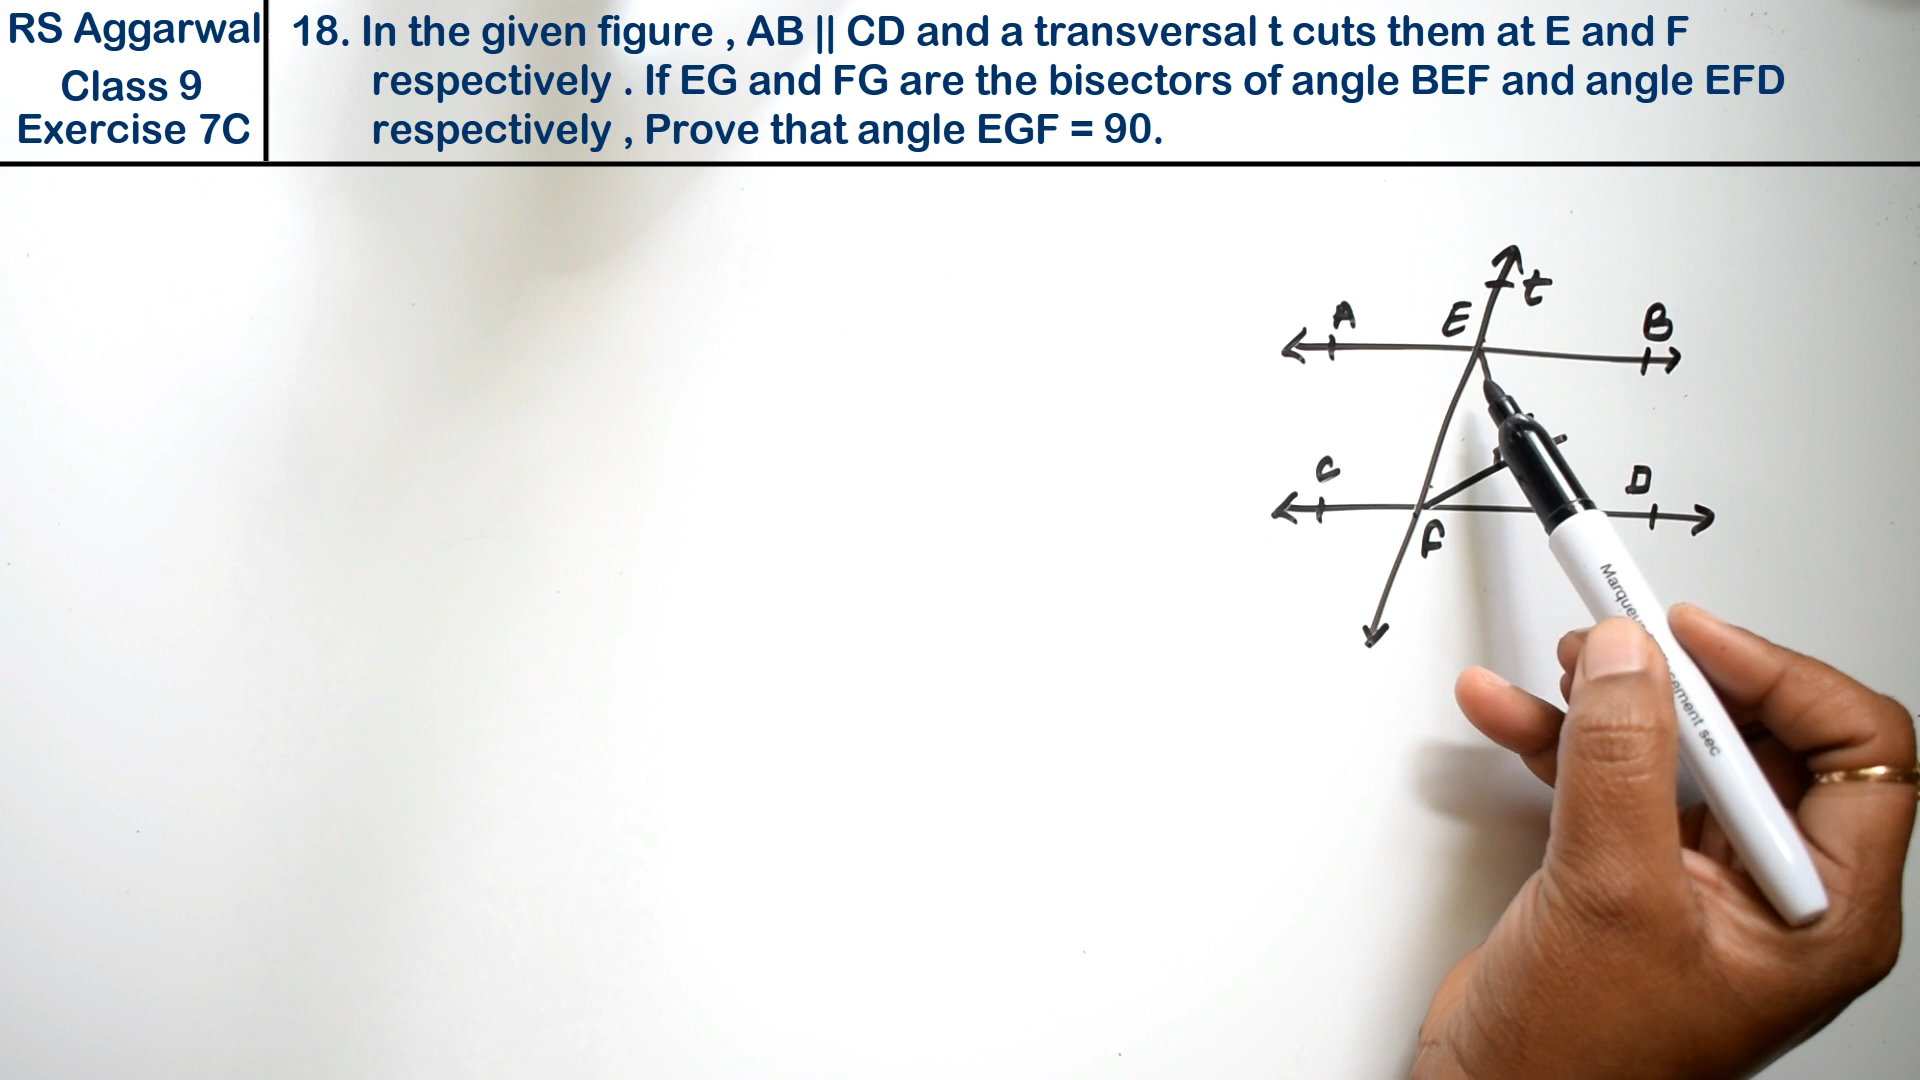 RS Aggarwal
Class 9
Exercise 7C
18. In the given figure , AB || CD and a transversal t cuts them at E and F
respectively . If EG and FG are the bisectors of angle BEF and angle EFD
respectively , Prove that angle EGF = 90.
t
A E B
C D
F